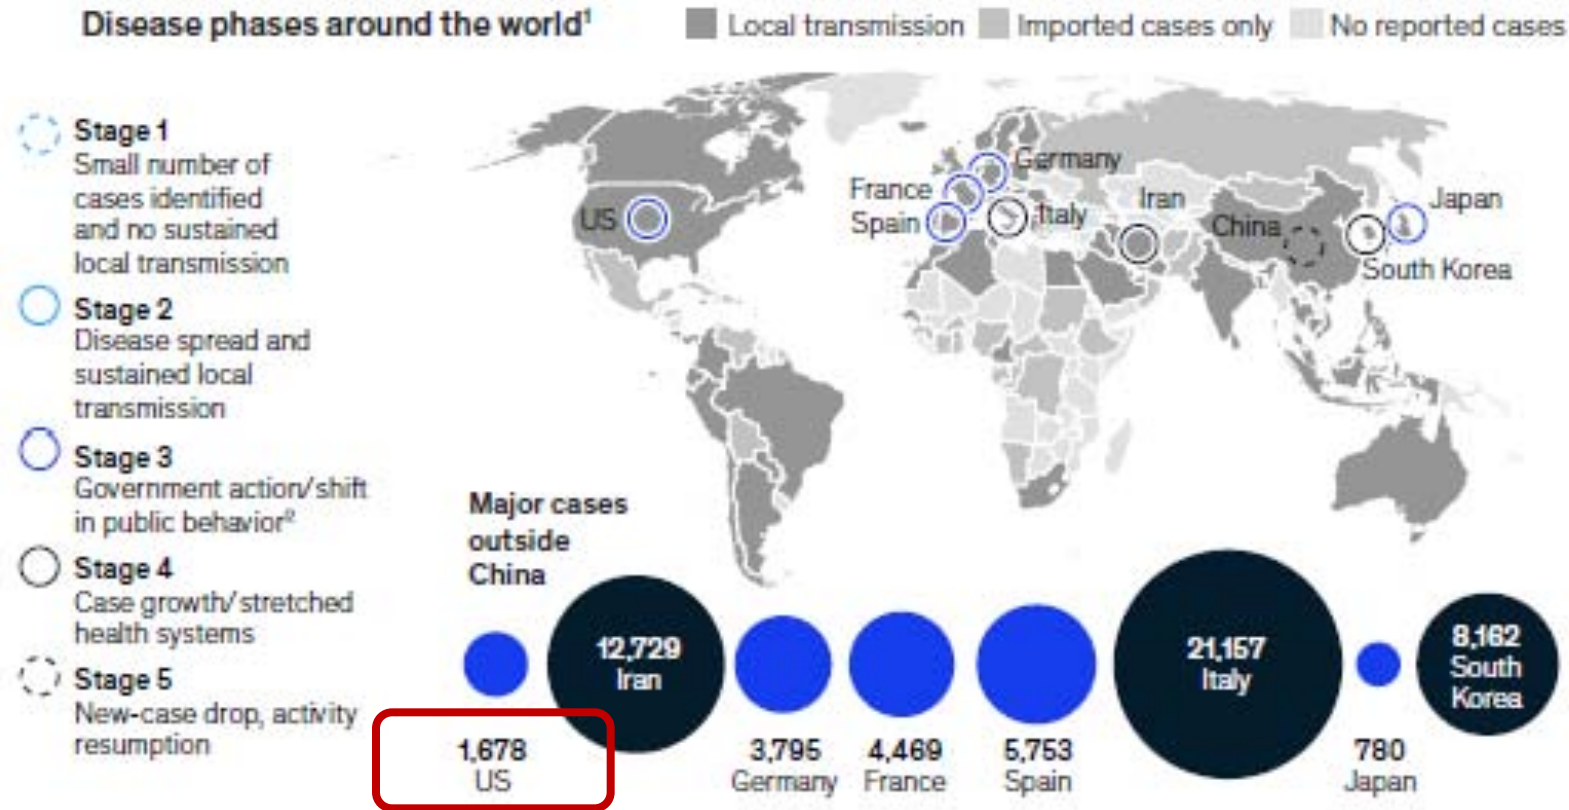 Disease phases around the world¹
Local transmission
Imported cases only
No reported cases
Stage 1
Small number of
cases identified
and no sustained
local transmission
Stage 2
Disease spread and
sustained local
transmission
Stage 3
Government action/shift
in public behavior²
Stage 4
Case growth/stretched
health systems
Stage 5
New-case drop, activity
resumption
US
France
Spain
Germany
Italy
Iran
China
Japan
South Korea
Major cases
outside
China
1,678
US
12,729
Iran
3,795
Germany
4,469
France
5,753
Spain
21,157
Italy
780
Japan
8,162
South
Korea